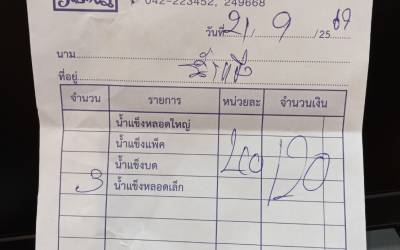 042-223452, 249668
วันที่ 21, 9 /25 69
นาม
ที่อยู่
จำนวน รายการ หน่วยละ จำนวนเงิน
น้ำแข็งหลอดใหญ่
น้ำแข็งแพ็ค
น้ำแข็งบด 40 120
3 น้ำแข็งหลอดเล็ก